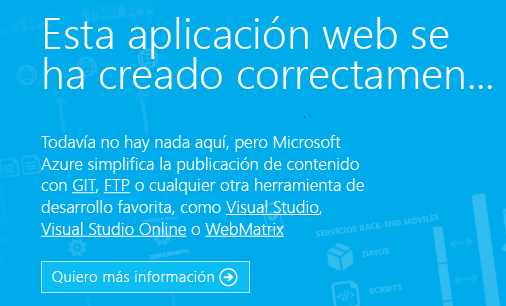 Esta aplicación web se
ha creado correctamen...
Todavía no hay nada aquí, pero Microsoft
Azure simplifica la publicación de contenido
con GIT, FTP o cualquier otra herramienta de
desarrollo favorita, como Visual Studio,
Visual Studio Online o WebMatrix
SERVICIOS BACK-END MÓVILES
DATOS
SCRIPTS
Quiero más información